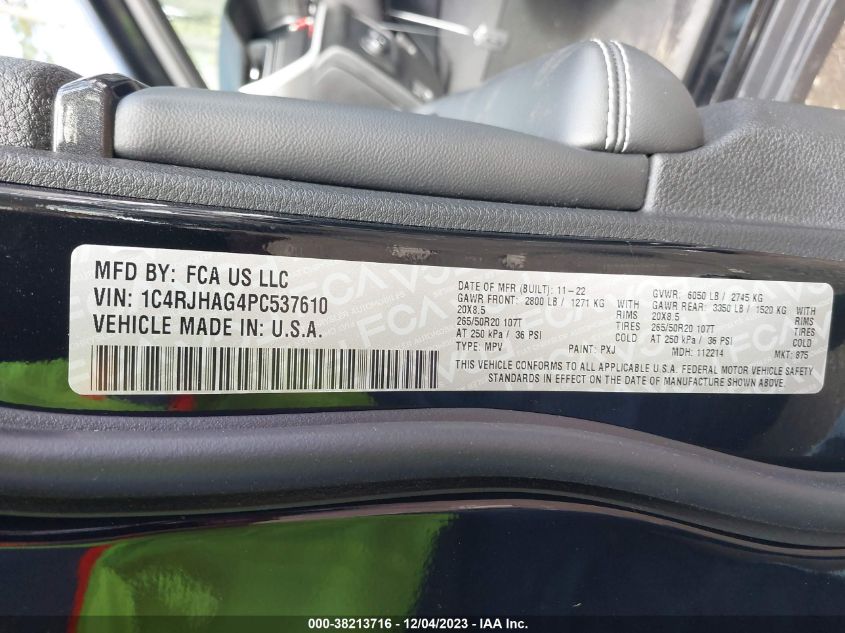 MFD BY: FCA US LLC
VIN: 1C4RJHAG4PC537610
VEHICLE MADE IN: U.S.A.
DATE OF MFR (BUILT): 11-22
GVWR: 6050 LB / 2745 KG
GAWR FRONT: 2800 LB / 1271 KG WITH
GAWR REAR: 3350 LB / 1520 KG WITH
20X8.5 RIMS
20X8.5 RIMS
265/50R20 107T TIRES
265/50R20 107T TIRES
AT 250 kPa / 36 PSI COLD
AT 250 kPa / 36 PSI COLD
TYPE: MPV PAINT: PXJ MDH: 112214 MKT: 875
THIS VEHICLE CONFORMS TO ALL APPLICABLE U.S.A. FEDERAL MOTOR VEHICLE SAFETY
STANDARDS IN EFFECT ON THE DATE OF MANUFACTURE SHOWN ABOVE.
000-38213716 - 12/04/2023 - IAA Inc.